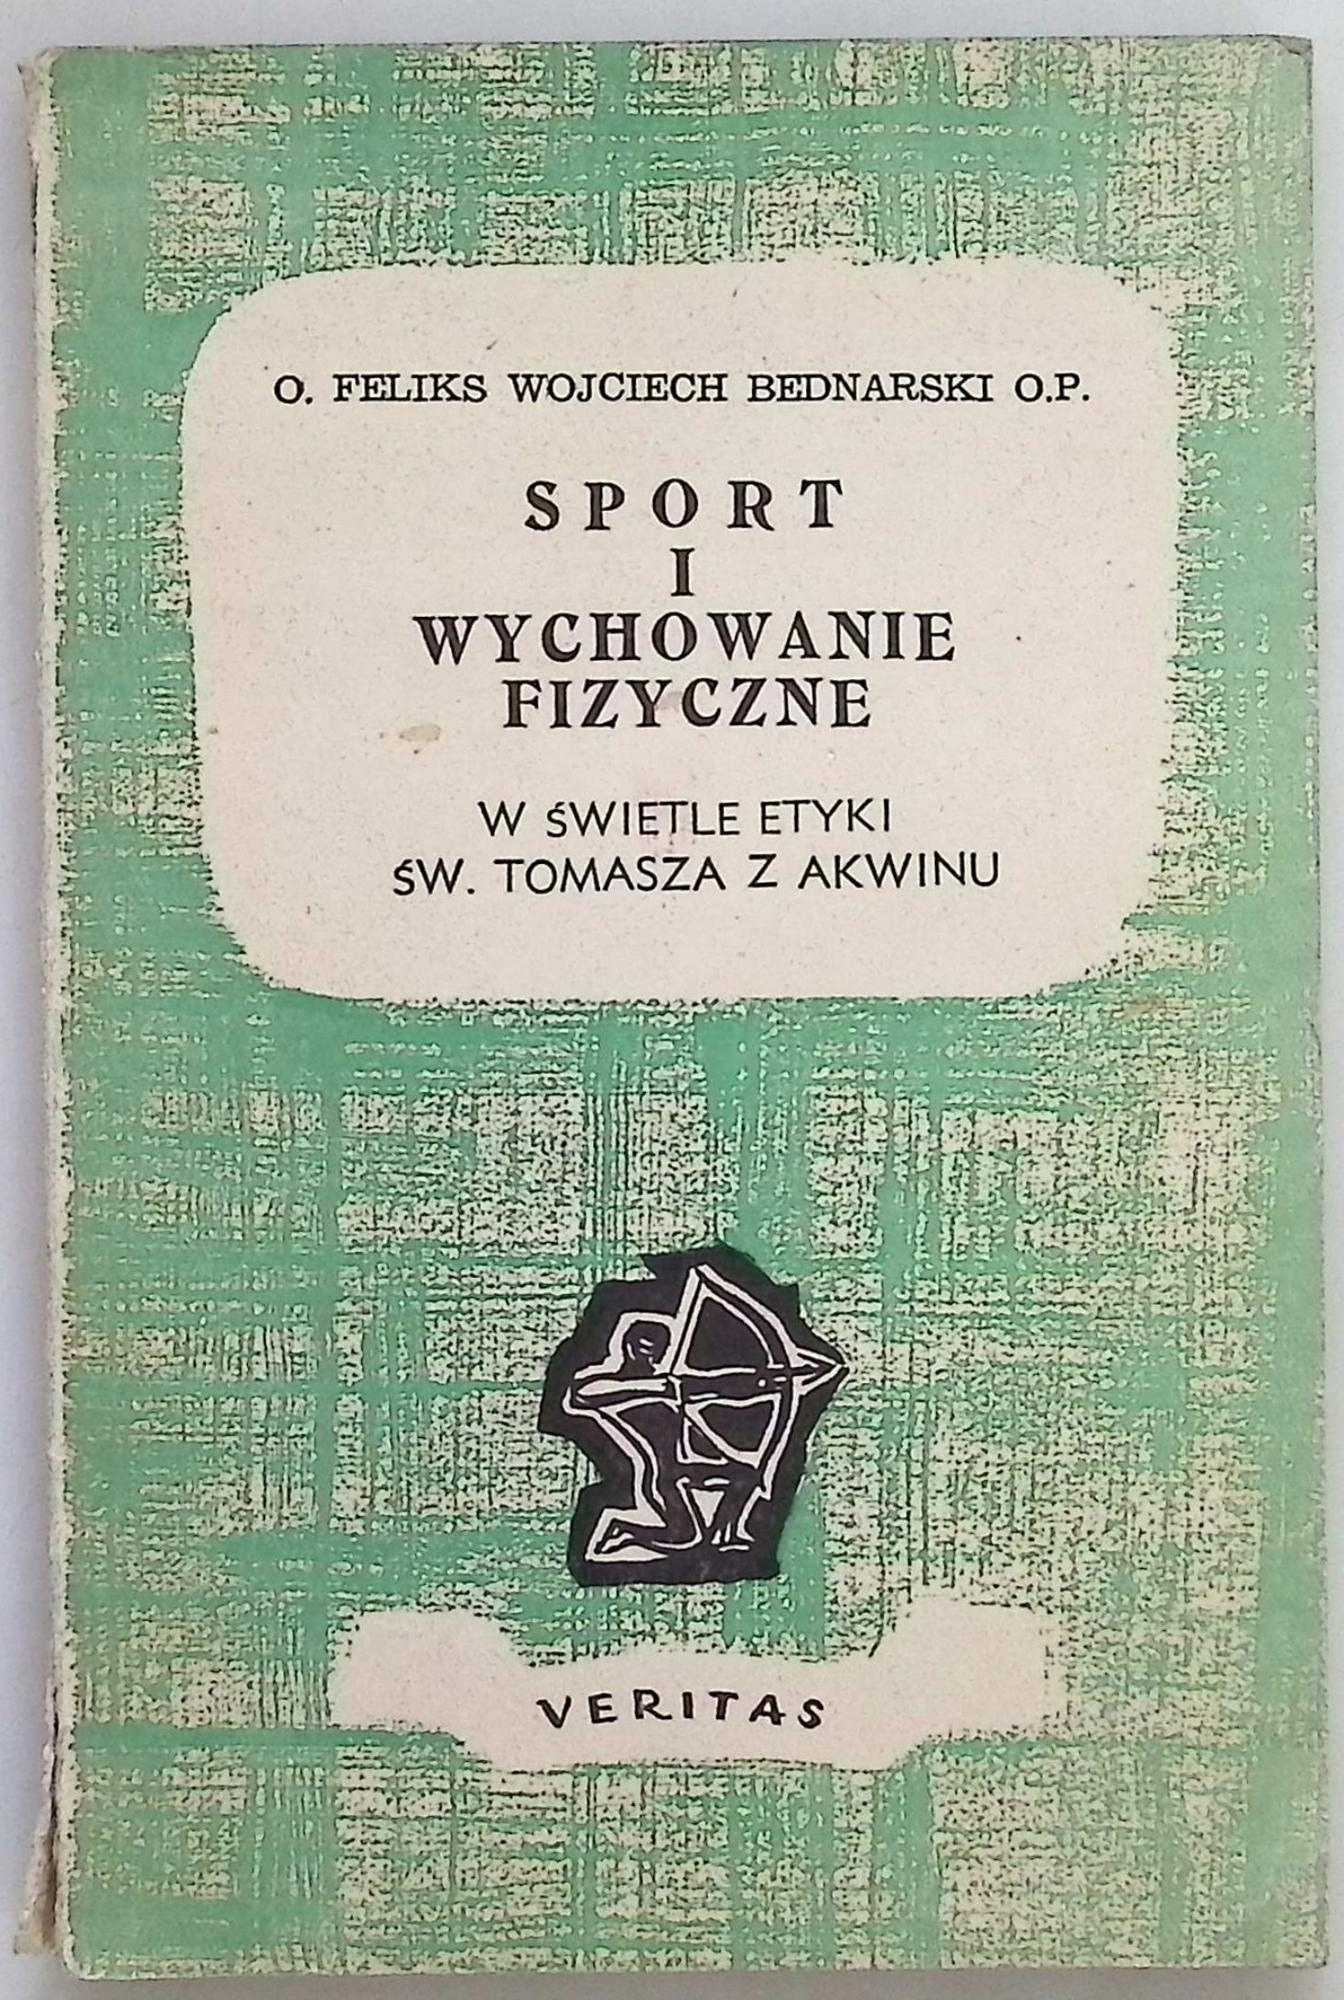 O. FELIKS WOJCIECH BEDNARSKI O.P.
SPORT
I
WYCHOWANIE
FIZYCZNE
W ŚWIETLE ETYKI
ŚW. TOMASZA Z AKWINU
VERITAS